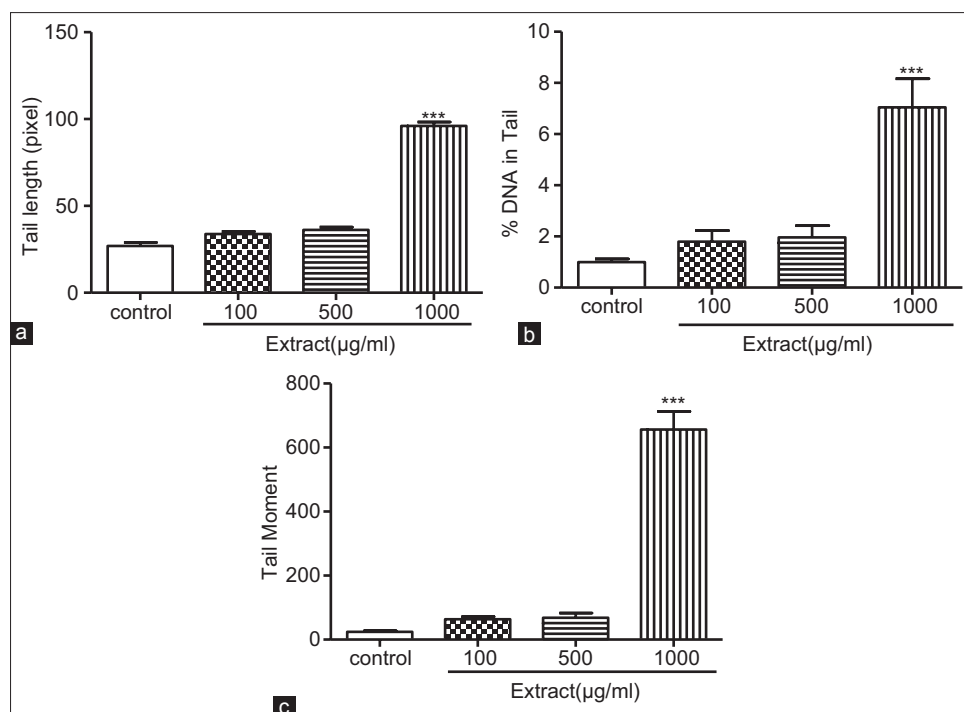 150
100
50
0
Tail length (pixel)
***
control 100 500 1000
Extract(µg/ml)
a
10
8
6
4
2
0
% DNA in Tail
***
control 100 500 1000
Extract(µg/ml)
b
800
600
400
200
0
Tail Moment
***
control 100 500 1000
Extract(µg/ml)
c